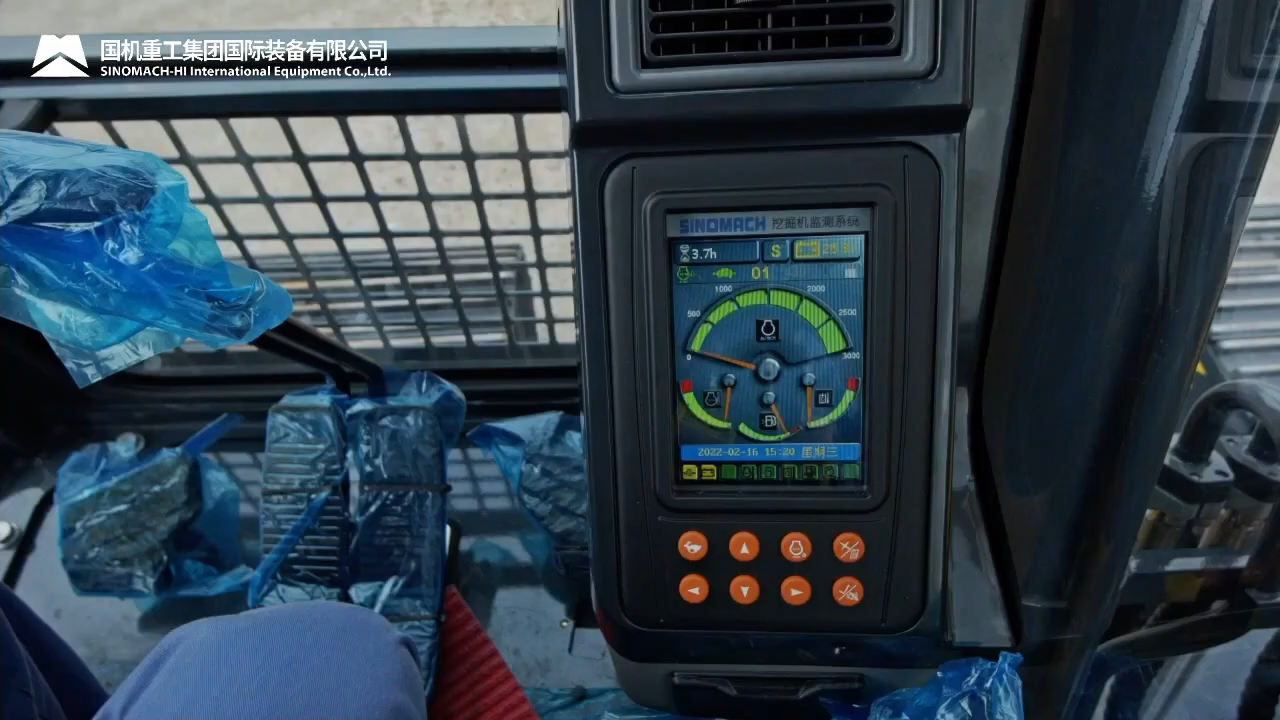 国机重工集团国际装备有限公司
SINOMACH-HI International Equipment Co.,Ltd.
SINOMACH 挖掘机监测系统
3.7h S
01
1000 2000
500 2500
0 3000
2022-02-16 15:20 星期三